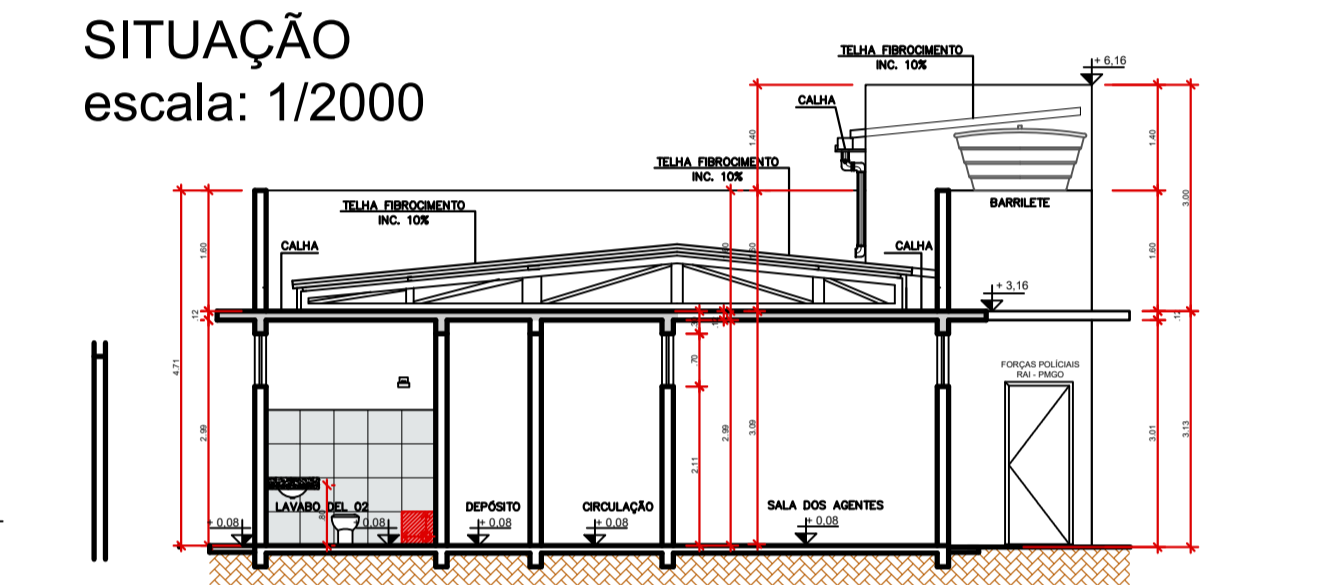 SITUAÇÃO
escala: 1/2000
TELHA FIBROCIMENTO
INC. 10%
+ 6,16
CALHA
1.40
1.40
TELHA FIBROCIMENTO
INC. 10%
3.00
TELHA FIBROCIMENTO
INC. 10%
BARRILETE
CALHA
CALHA
1.60
1.60
+ 3,16
.12
.12
4.71
.70
FORÇAS POLÍCIAIS
RAI - PMGO
2.99
2.99
3.09
3.01
3.13
2.11
LAVABO DEL 02
DEPÓSITO
CIRCULAÇÃO
SALA DOS AGENTES
+ 0.08
+ 0.08
+ 0.08
+ 0.08
+ 0.08